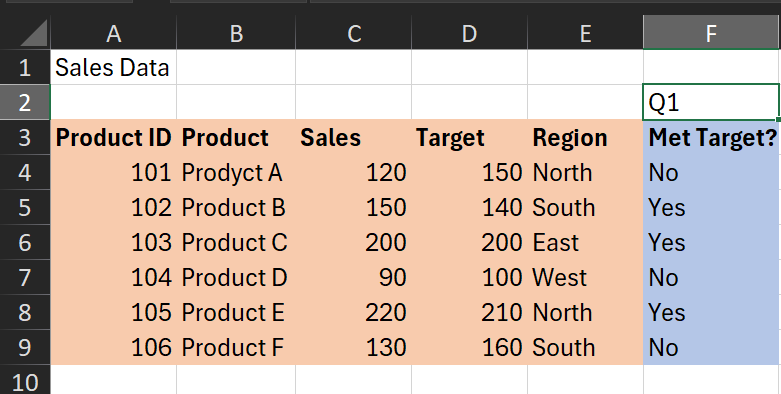 A B C D E F
1 Sales Data
2 Q1
3 Product ID Product Sales Target Region Met Target?
4 101 Prodyct A 120 150 North No
5 102 Product B 150 140 South Yes
6 103 Product C 200 200 East Yes
7 104 Product D 90 100 West No
8 105 Product E 220 210 North Yes
9 106 Product F 130 160 South No
10